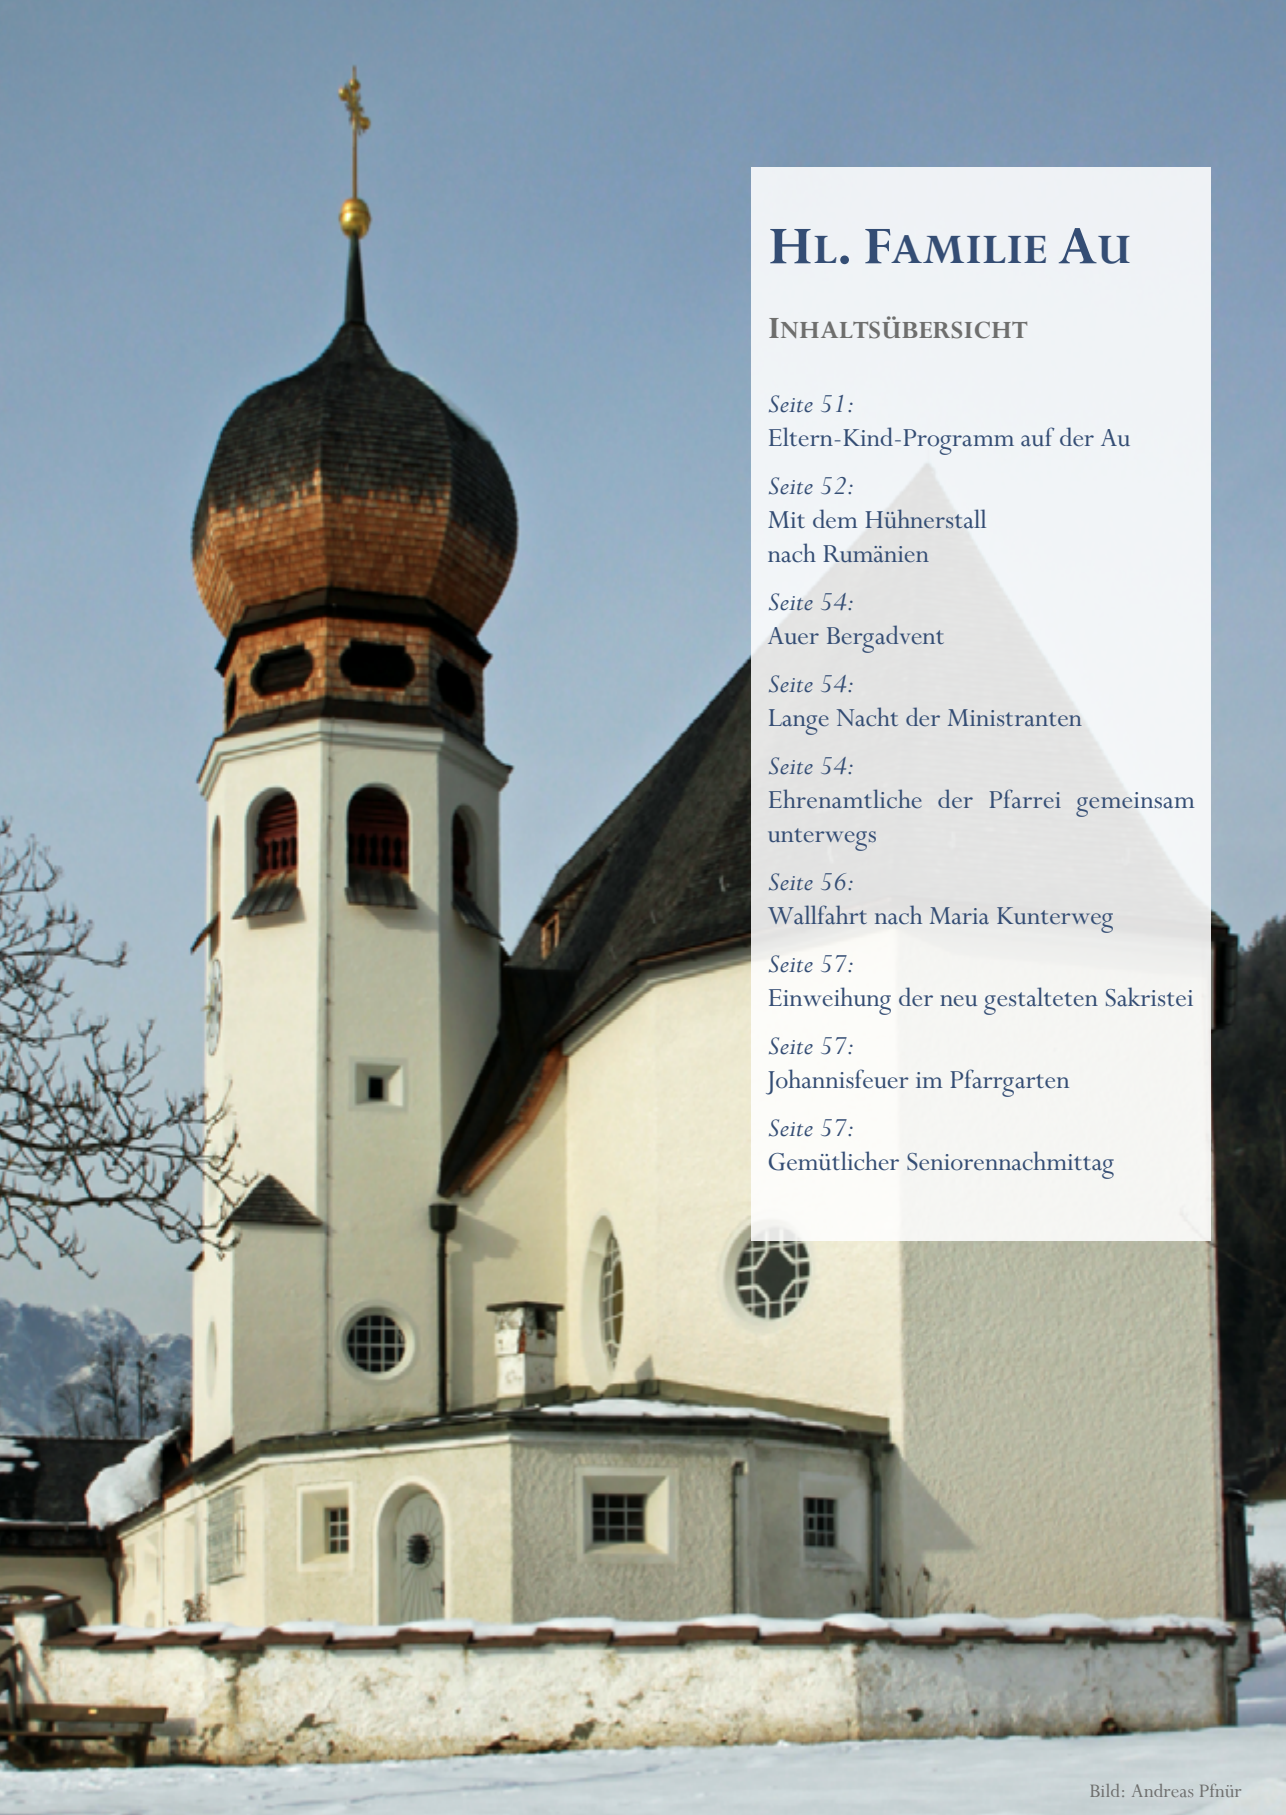 Hl. Familie Au
Inhaltsübersicht
Seite 51:
Eltern-Kind-Programm auf der Au
Seite 52:
Mit dem Hühnerstall
nach Rumänien
Seite 54:
Auer Bergadvent
Seite 54:
Lange Nacht der Ministranten
Seite 54:
Ehrenamtliche der Pfarrei gemeinsam
unterwegs
Seite 56:
Wallfahrt nach Maria Kunterweg
Seite 57:
Einweihung der neu gestalteten Sakristei
Seite 57:
Johannisfeuer im Pfarrgarten
Seite 57:
Gemütlicher Seniorennachmittag
Bild: Andreas Pfnür